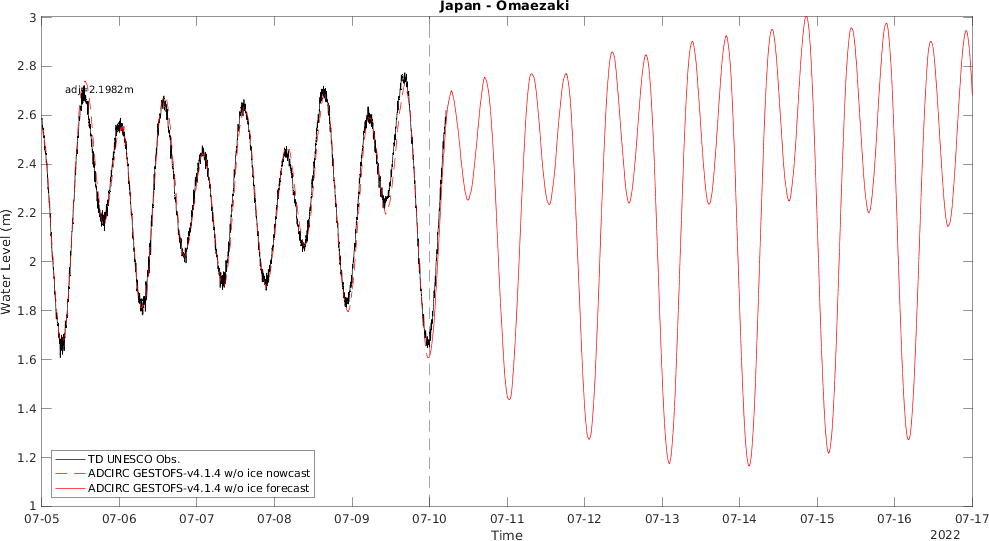 Japan - Omaezaki
3
2.8
adj=2.1982m
2.6
2.4
2.2
2
1.8
1.6
1.4
1.2
1
Water Level (m)
TD UNESCO Obs.
ADCIRC GESTOFS-v4.1.4 w/o ice nowcast
ADCIRC GESTOFS-v4.1.4 w/o ice forecast
07-05 07-06 07-07 07-08 07-09 07-10 07-11 07-12 07-13 07-14 07-15 07-16 07-17
Time
2022